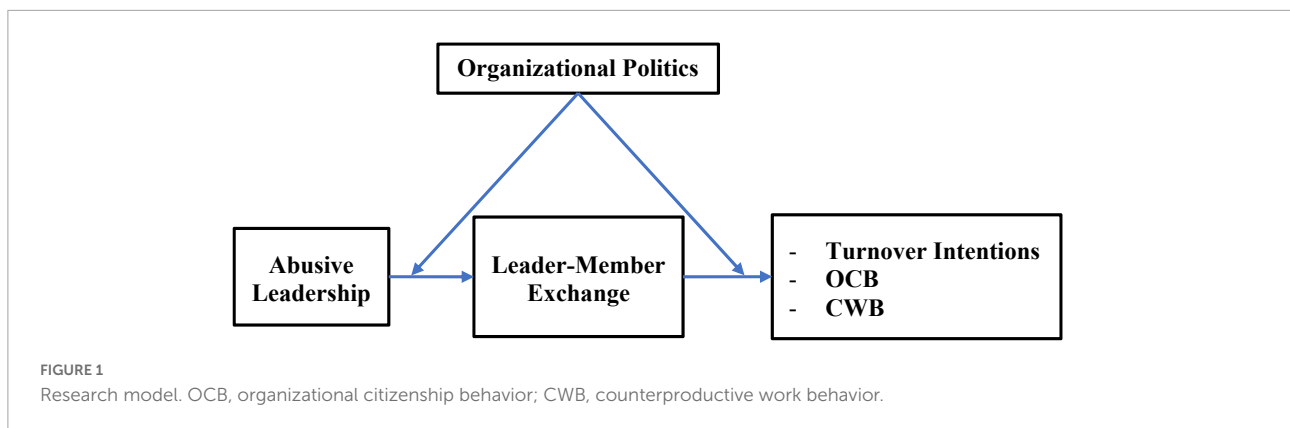 Organizational Politics
Abusive
Leadership
Leader-Member
Exchange
- Turnover Intentions
- OCB
- CWB
FIGURE 1
Research model. OCB, organizational citizenship behavior; CWB, counterproductive work behavior.